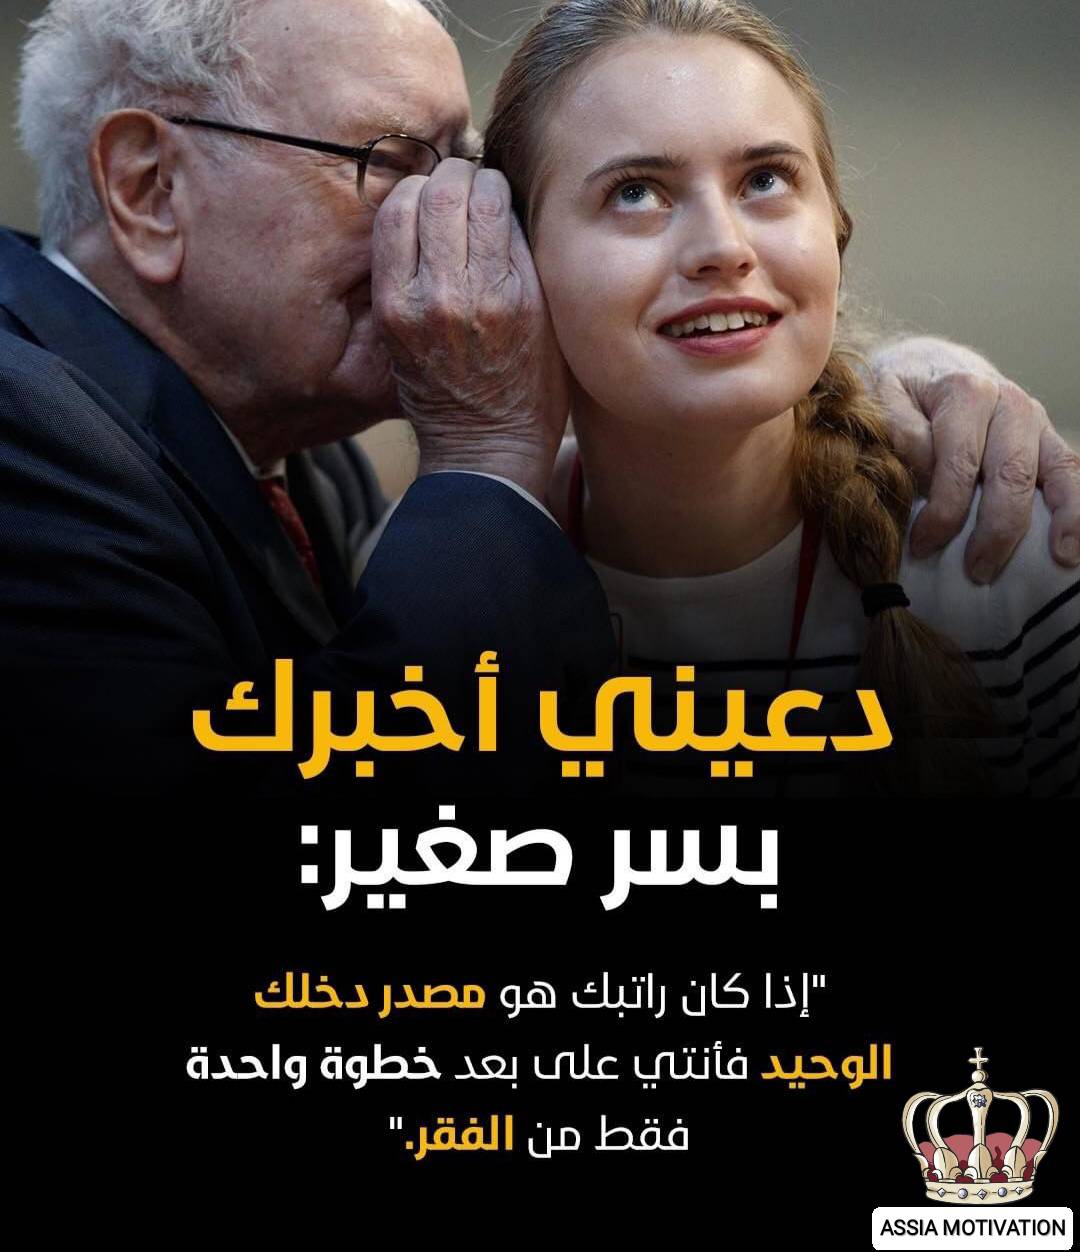 دعيني أخبرك
بسر صغير:
"إذا كان راتبك هو مصدر دخلك
الوحيد فأنتي على بعد خطوة واحدة
فقط من الفقر."
ASSIA MOTIVATION